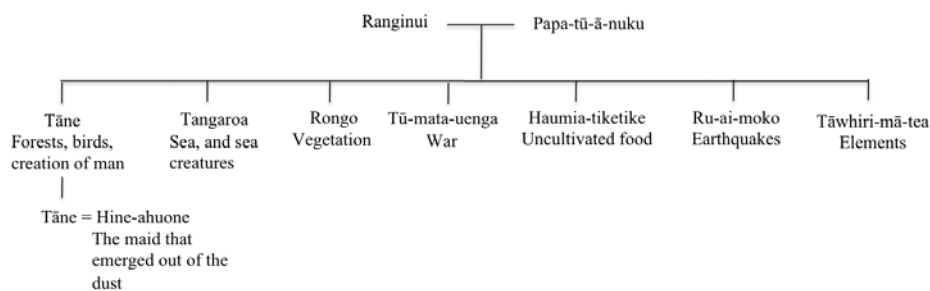 Ranginui Papa-tū-ā-nuku
Tāne
Forests, birds,
creation of man
Tangaroa
Sea, and sea
creatures
Rongo
Vegetation
Tū-mata-uenga
War
Haumia-tiketike
Uncultivated food
Ru-ai-moko
Earthquakes
Tāwhiri-mā-tea
Elements
Tāne = Hine-ahuone
The maid that
emerged out of the
dust